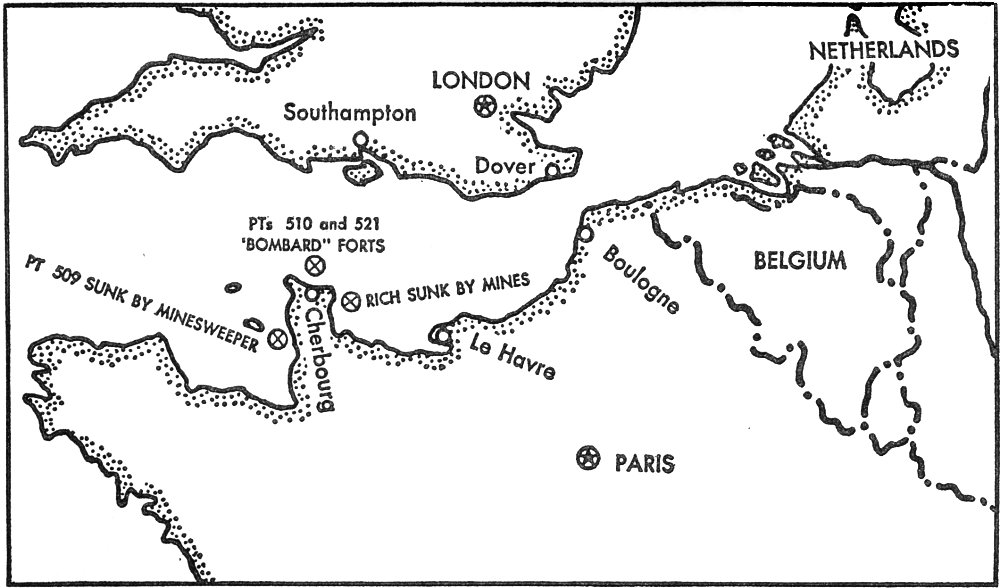 NETHERLANDS
LONDON
Southampton
Dover
PTs 510 and 521
"BOMBARD" FORTS
PT 509 SUNK BY MINESWEEPER
RICH SUNK BY MINES
Boulogne
BELGIUM
Cherbourg
Le Havre
PARIS